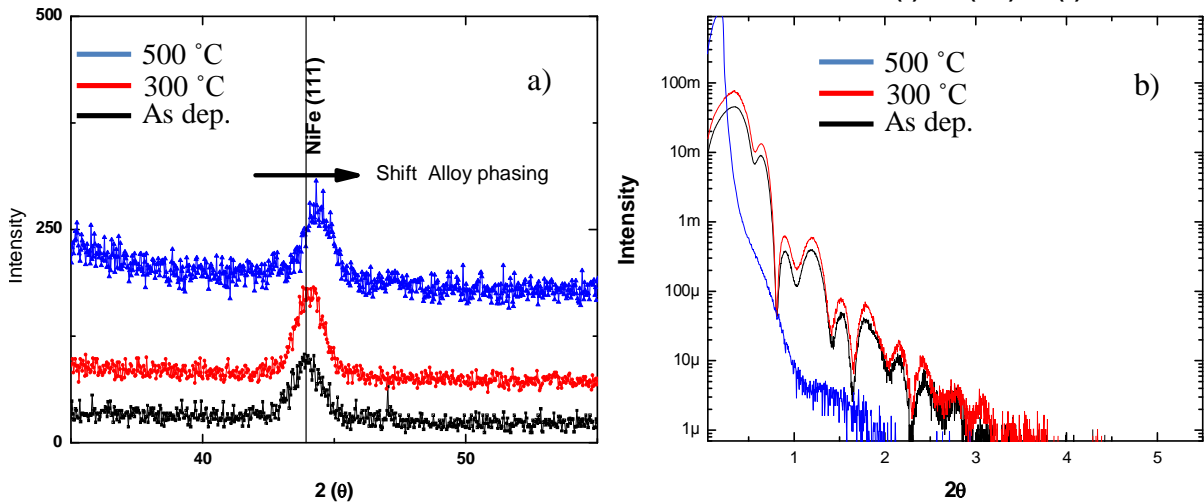 500
250
0
Intensity
500 ˚C
300 ˚C
As dep.
a)
NiFe (111)
Shift Alloy phasing
40
50
2 (θ)
100m
10m
1m
100µ
10µ
1µ
Intensity
500 ˚C
300 ˚C
As dep.
b)
1
2
3
4
5
2θ